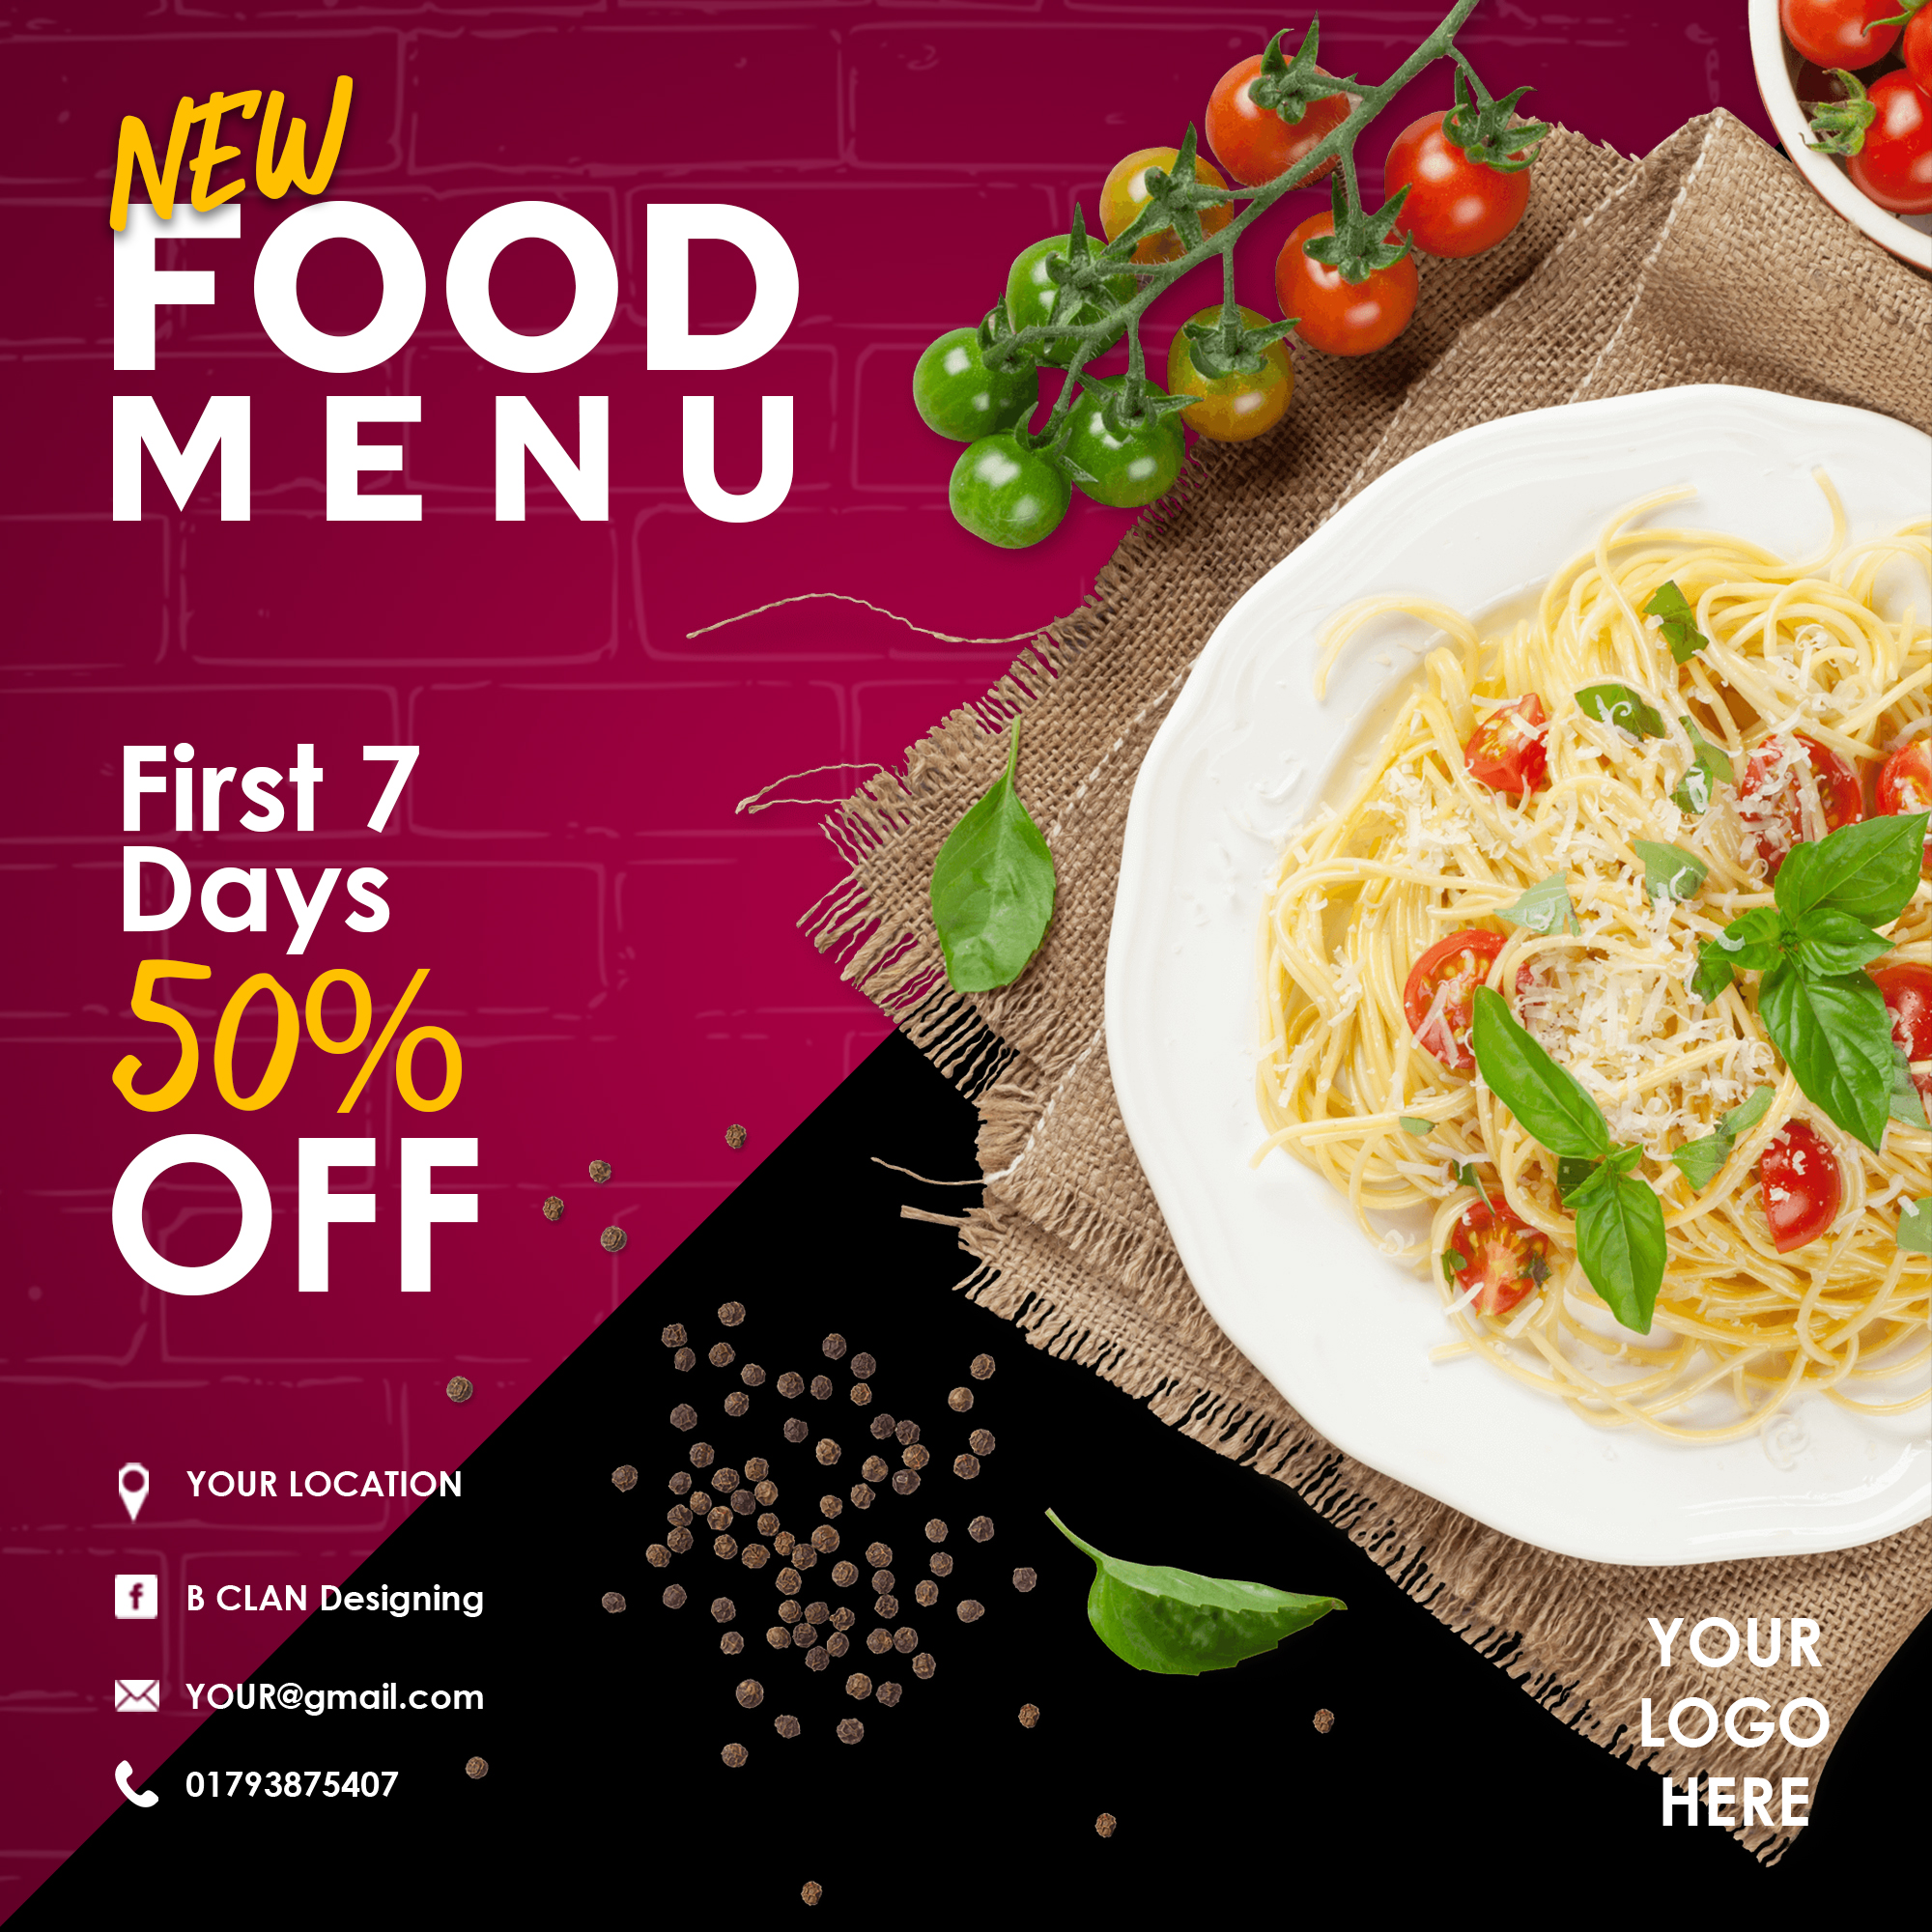 NEW
FOOD
MENU
First 7
Days
50%
OFF
YOUR LOCATION
B CLAN Designing
YOUR@gmail.com
01793875407
YOUR
LOGO
HERE